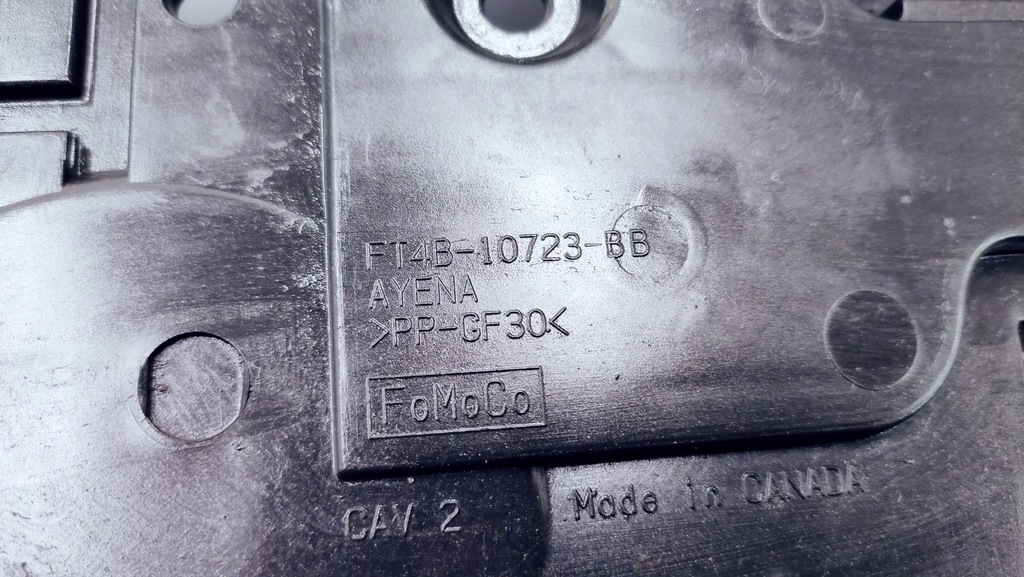 FT4B-10723-BB
AYENA
>PP-GF30<
FoMoCo
CAV 2
Made in CANADA